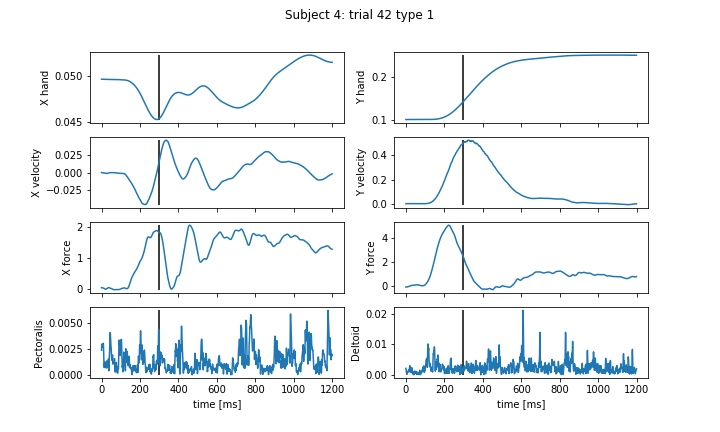 Subject 4: trial 42 type 1
X hand
0.050
0.045
Y hand
0.2
0.1
X velocity
0.025
0.000
−0.025
Y velocity
0.4
0.2
0.0
X force
2
1
0
Y force
4
2
0
Pectoralis
0.0050
0.0025
0.0000
0 200 400 600 800 1000 1200
time [ms]
Deltoid
0.02
0.01
0.00
0 200 400 600 800 1000 1200
time [ms]